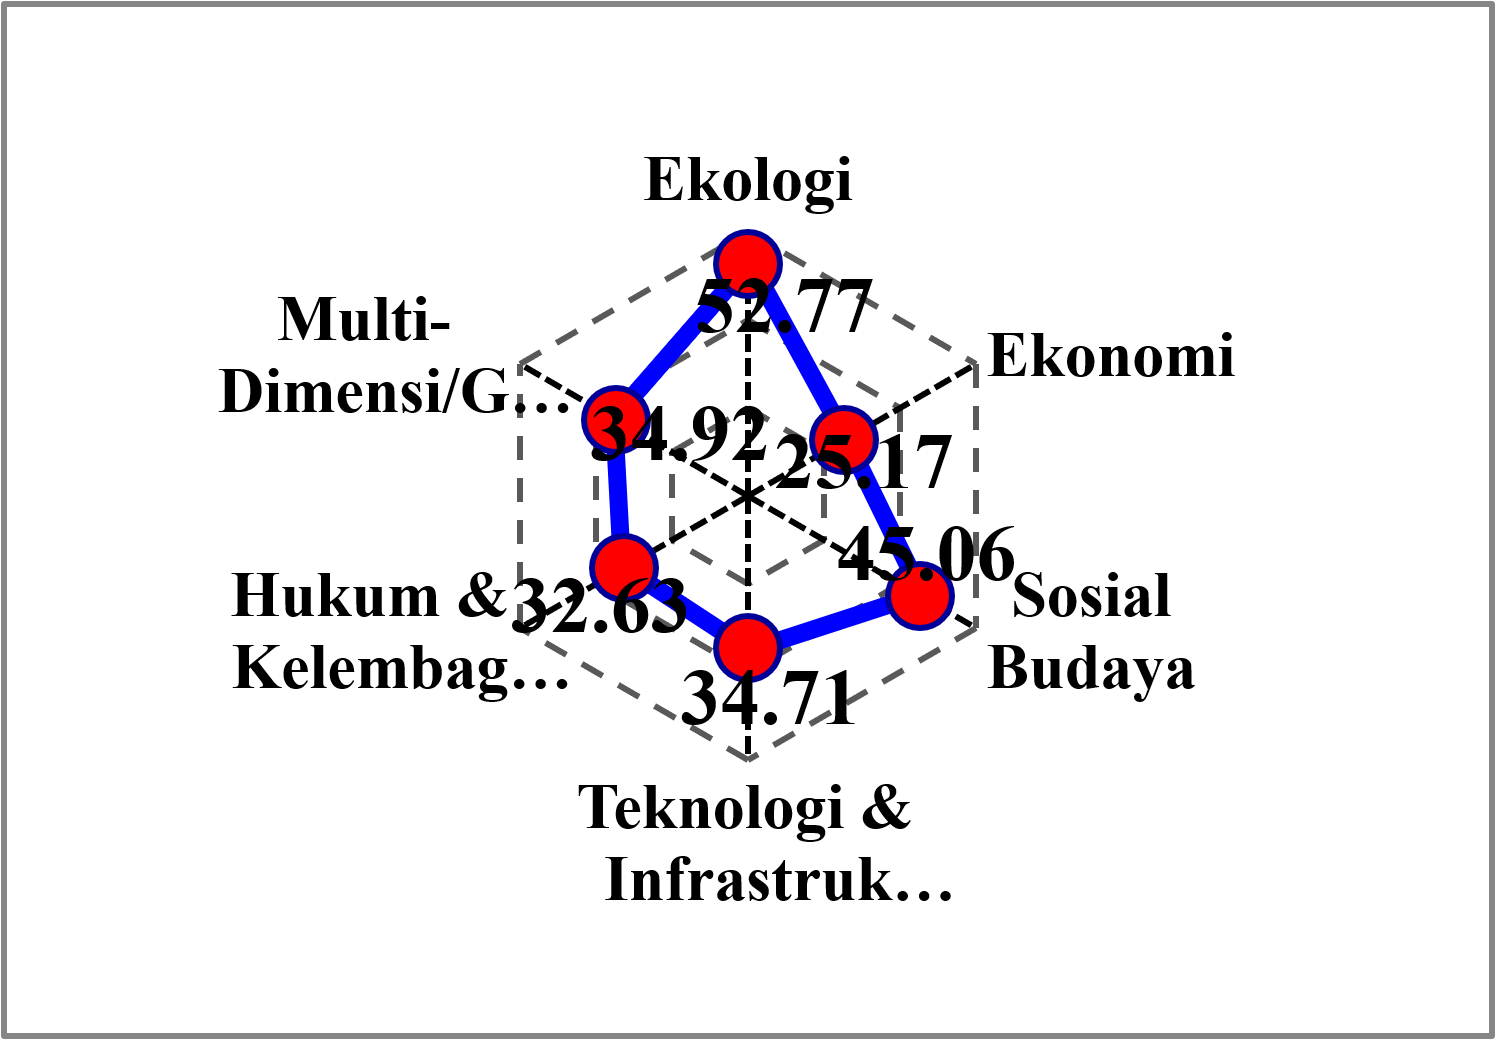 Ekologi
52.77
Ekonomi
25.17
Sosial
Budaya
45.06
Teknologi &
Infrastruk…
34.71
Hukum &
Kelembag…
32.63
Multi-
Dimensi/G…
34.92